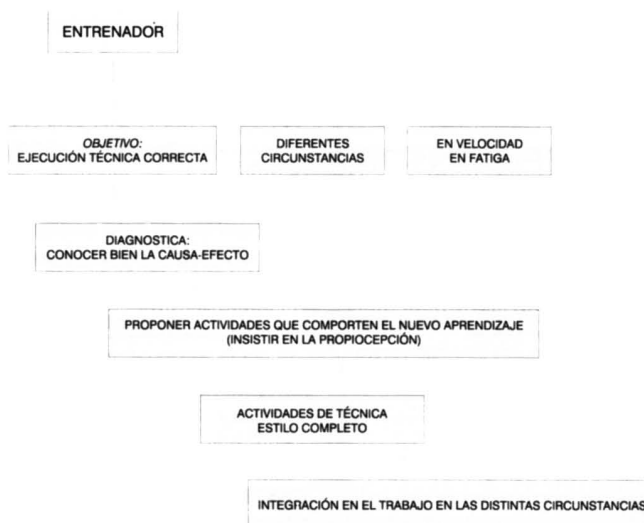 ENTRENADOR
OBJETIVO:
EJECUCIÓN TÉCNICA CORRECTA
DIFERENTES
CIRCUNSTANCIAS
EN VELOCIDAD
EN FATIGA
DIAGNOSTICA:
CONOCER BIEN LA CAUSA-EFECTO
PROPONER ACTIVIDADES QUE COMPORTEN EL NUEVO APRENDIZAJE
(INSISTIR EN LA PROPIOCEPCIÓN)
ACTIVIDADES DE TÉCNICA
ESTILO COMPLETO
INTEGRACIÓN EN EL TRABAJO EN LAS DISTINTAS CIRCUNSTANCIAS